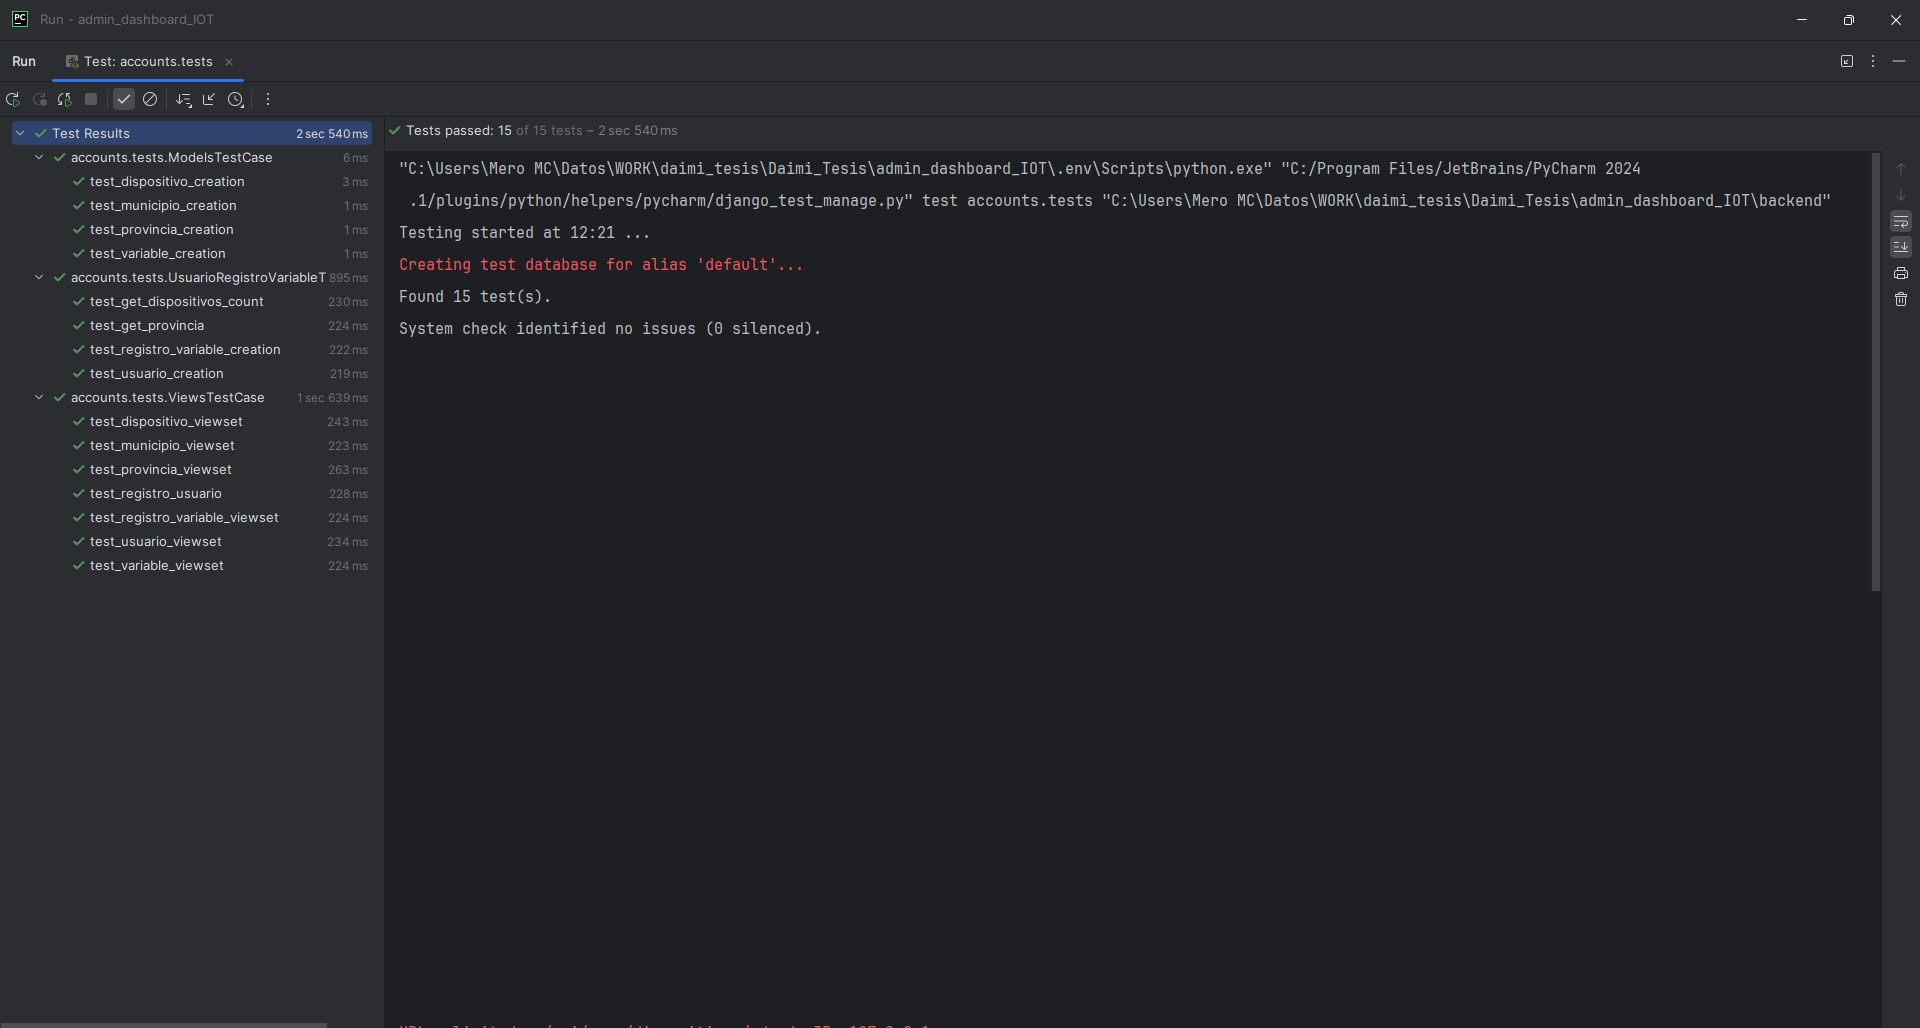 PC Run - admin_dashboard_IOT
Run Test: accounts.tests
Test Results 2 sec 540 ms
accounts.tests.ModelsTestCase 6 ms
test_dispositivo_creation 3 ms
test_municipio_creation 1 ms
test_provincia_creation 1 ms
test_variable_creation 1 ms
accounts.tests.UsuarioRegistroVariableT 895 ms
test_get_dispositivos_count 230 ms
test_get_provincia 224 ms
test_registro_variable_creation 222 ms
test_usuario_creation 219 ms
accounts.tests.ViewsTestCase 1 sec 639 ms
test_dispositivo_viewset 243 ms
test_municipio_viewset 223 ms
test_provincia_viewset 263 ms
test_registro_usuario 228 ms
test_registro_variable_viewset 224 ms
test_usuario_viewset 234 ms
test_variable_viewset 224 ms
Tests passed: 15 of 15 tests – 2 sec 540 ms
"C:\Users\Mero MC\Datos\WORK\daimi_tesis\Daimi_Tesis\admin_dashboard_IOT\.env\Scripts\python.exe" "C:/Program Files/JetBrains/PyCharm 2024
.1/plugins/python/helpers/pycharm/django_test_manage.py" test accounts.tests "C:\Users\Mero MC\Datos\WORK\daimi_tesis\Daimi_Tesis\admin_dashboard_IOT\backend"
Testing started at 12:21 ...
Creating test database for alias 'default'...
Found 15 test(s).
System check identified no issues (0 silenced).